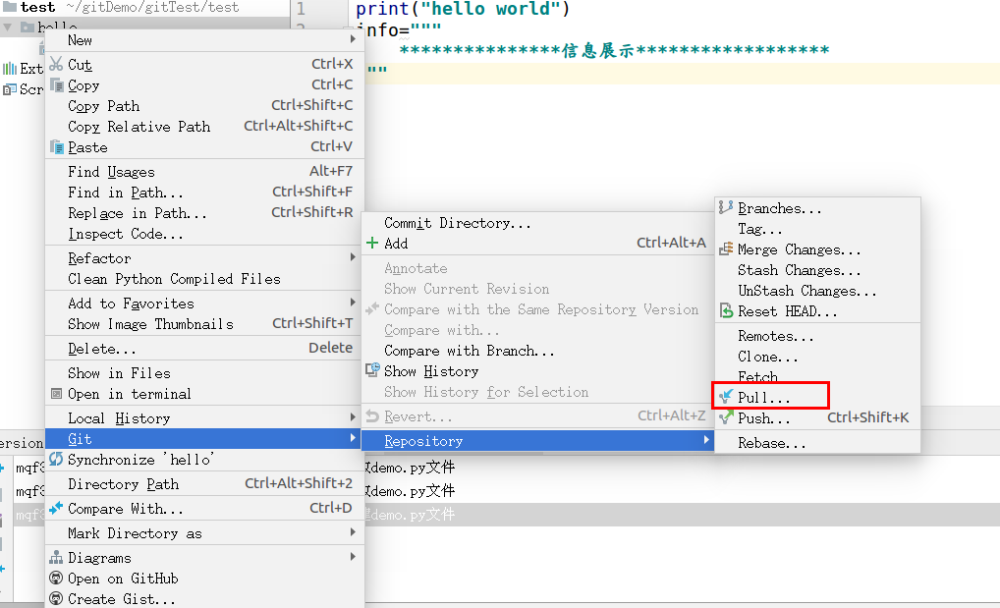 test ~/gitDemo/gitTest/test
hello
Ext
Scr
1
print("hello world")
info="""
***************信息展示******************
""
New
Cut Ctrl+X
Copy Ctrl+C
Copy Path Ctrl+Shift+C
Copy Relative Path Ctrl+Alt+Shift+C
Paste Ctrl+V
Find Usages Alt+F7
Find in Path... Ctrl+Shift+F
Replace in Path... Ctrl+Shift+R
Inspect Code...
Refactor
Clean Python Compiled Files
Add to Favorites
Show Image Thumbnails Ctrl+Shift+T
Delete... Delete
Show in Files
Open in terminal
Local History
Git
Synchronize 'hello'
Directory Path Ctrl+Alt+Shift+2
Compare With... Ctrl+D
Mark Directory as
Diagrams
Open on GitHub
Create Gist...
Commit Directory...
Add Ctrl+Alt+A
Annotate
Show Current Revision
Compare with the Same Repository Version
Compare with...
Compare with Branch...
Show History
Show History for Selection
Revert... Ctrl+Alt+Z
Repository
Branches...
Tag...
Merge Changes...
Stash Changes...
UnStash Changes...
Reset HEAD...
Remotes...
Clone...
Fetch
Pull...
Push... Ctrl+Shift+K
Rebase...
ersion
mqf3 demo.py文件
mqf3 demo.py文件
mqf3 demo.py文件